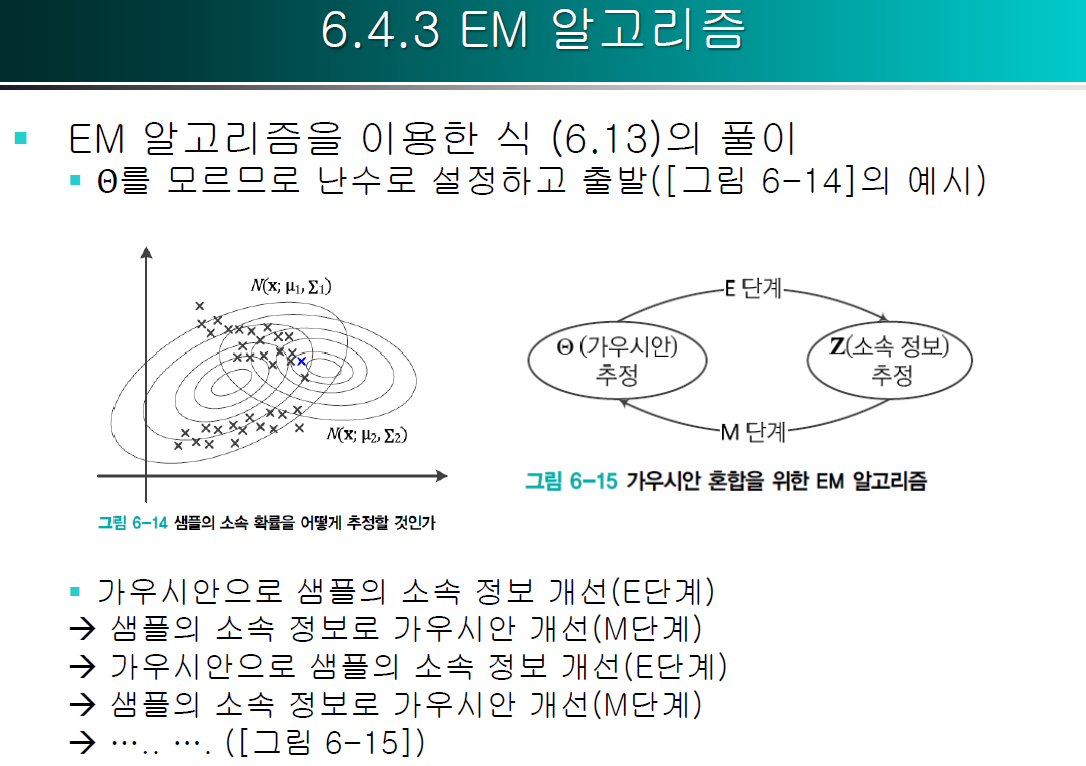 6.4.3 EM 알고리즘
EM 알고리즘을 이용한 식 (6.13)의 풀이
Θ를 모르므로 난수로 설정하고 출발([그림 6-14]의 예시)
N(x; μ₁, Σ₁)
N(x; μ₂, Σ₂)
그림 6-14 샘플의 소속 확률을 어떻게 추정할 것인가
E 단계
Θ (가우시안)
추정
Z(소속 정보)
추정
M 단계
그림 6-15 가우시안 혼합을 위한 EM 알고리즘
가우시안으로 샘플의 소속 정보 개선(E단계)
→ 샘플의 소속 정보로 가우시안 개선(M단계)
→ 가우시안으로 샘플의 소속 정보 개선(E단계)
→ 샘플의 소속 정보로 가우시안 개선(M단계)
→ ….. …. ([그림 6-15])